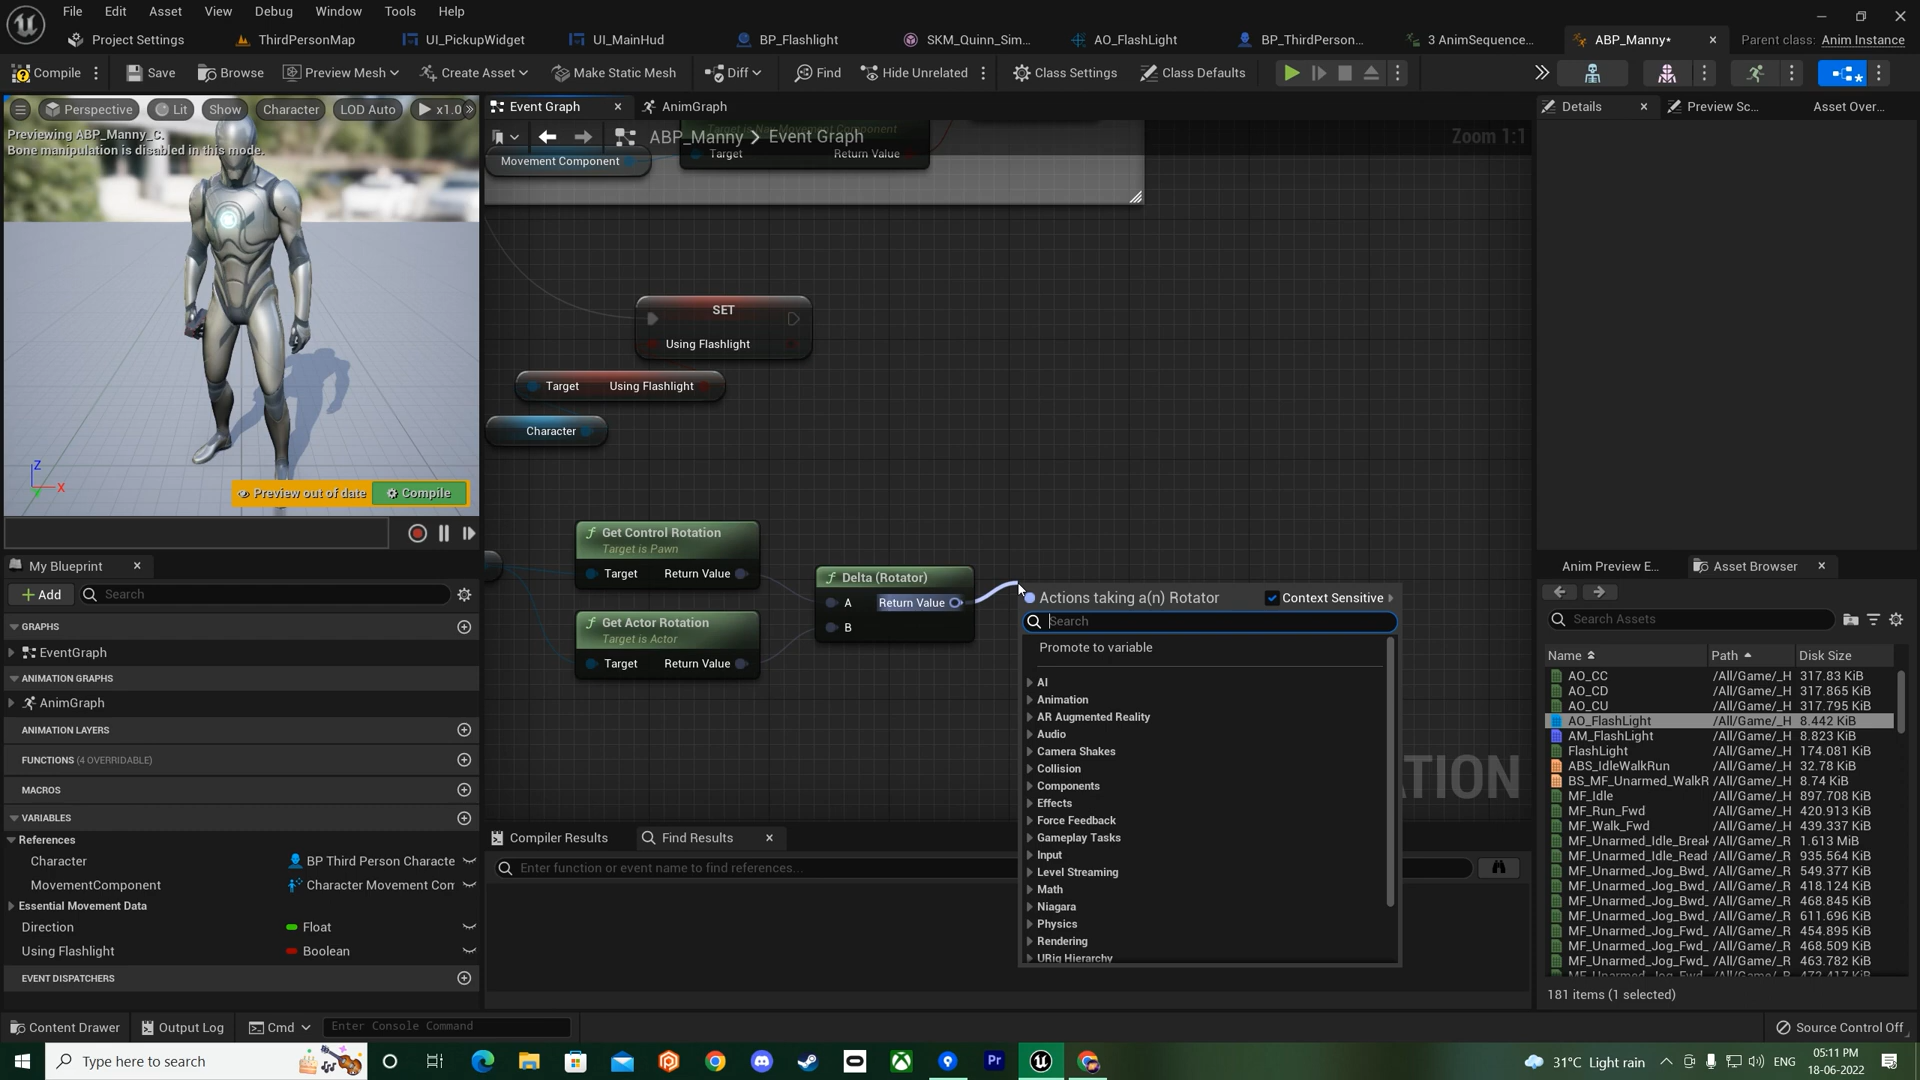 File Edit Asset View Debug Window Tools Help
Project Settings ThirdPersonMap UI_PickupWidget UI_MainHud BP_Flashlight SKM_Quinn_Sim... AO_FlashLight BP_ThirdPerson... 3 AnimSequence... ABP_Manny* Parent class: Anim Instance
Compile Save Browse Preview Mesh Create Asset Make Static Mesh Diff Find Hide Unrelated Class Settings Class Defaults
Perspective Lit Show Character LOD Auto x1.0
Previewing ABP_Manny_C.
Bone manipulation is disabled in this mode.
Z
X
Preview out of date Compile
Event Graph AnimGraph
ABP_Manny > Event Graph Zoom 1:1
Target is Nav Movement Component
Movement Component Target Return Value
SET
Using Flashlight
Target Using Flashlight
Character
Get Control Rotation
Target is Pawn
Target Return Value
Get Actor Rotation
Target is Actor
Target Return Value
Delta (Rotator)
A Return Value
B
Actions taking a(n) Rotator Context Sensitive
Search
Promote to variable
AI
Animation
AR Augmented Reality
Audio
Camera Shakes
Collision
Components
Effects
Force Feedback
Gameplay Tasks
Input
Level Streaming
Math
Niagara
Physics
Rendering
URig Hierarchy
TION
Compiler Results Find Results
Enter function or event name to find references...
My Blueprint
Add Search
GRAPHS
EventGraph
ANIMATION GRAPHS
AnimGraph
ANIMATION LAYERS
FUNCTIONS (4 OVERRIDABLE)
MACROS
VARIABLES
References
Character BP Third Person Characte
MovementComponent Character Movement Com
Essential Movement Data
Direction Float
Using Flashlight Boolean
EVENT DISPATCHERS
Details Preview Sc... Asset Over...
Anim Preview E... Asset Browser
Search Assets
Name Path Disk Size
AO_CC /All/Game/_H 317.83 KiB
AO_CD /All/Game/_H 317.865 KiB
AO_CU /All/Game/_H 317.795 KiB
AO_FlashLight /All/Game/_H 8.442 KiB
AM_FlashLight /All/Game/_H 8.823 KiB
FlashLight /All/Game/_H 174.081 KiB
ABS_IdleWalkRun /All/Game/_H 32.78 KiB
BS_MF_Unarmed_WalkR /All/Game/_H 8.74 KiB
MF_Idle /All/Game/_H 897.708 KiB
MF_Run_Fwd /All/Game/_H 420.913 KiB
MF_Walk_Fwd /All/Game/_H 439.337 KiB
MF_Unarmed_Idle_Break /All/Game/_R 1.613 MiB
MF_Unarmed_Idle_Read /All/Game/_R 935.564 KiB
MF_Unarmed_Jog_Bwd_ /All/Game/_R 549.377 KiB
MF_Unarmed_Jog_Bwd_ /All/Game/_R 418.124 KiB
MF_Unarmed_Jog_Bwd_ /All/Game/_R 468.845 KiB
MF_Unarmed_Jog_Bwd_ /All/Game/_R 611.696 KiB
MF_Unarmed_Jog_Fwd_ /All/Game/_R 454.895 KiB
MF_Unarmed_Jog_Fwd_ /All/Game/_R 468.509 KiB
MF_Unarmed_Jog_Fwd_ /All/Game/_R 463.782 KiB
MF_Unarmed_Jog_Fwd_ /All/Game/_R 472.417 KiB
181 items (1 selected)
Content Drawer Output Log Cmd Enter Console Command Source Control Off
Type here to search Pr 31°C Light rain ENG 05:11 PM
18-06-2022